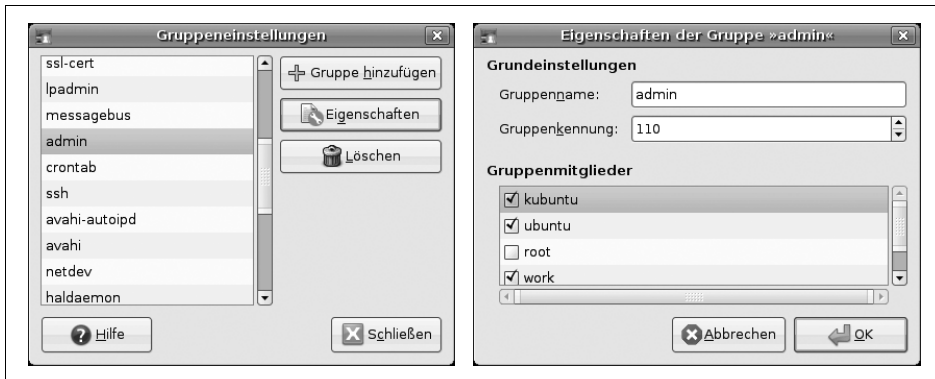 Gruppeneinstellungen
ssl-cert
lpadmin
messagebus
admin
crontab
ssh
avahi-autoipd
avahi
netdev
haldaemon
Gruppe hinzufügen
Eigenschaften
Löschen
Hilfe
Schließen
Eigenschaften der Gruppe »admin«
Grundeinstellungen
Gruppenname: admin
Gruppenkennung: 110
Gruppenmitglieder
kubuntu
ubuntu
root
work
Abbrechen
OK